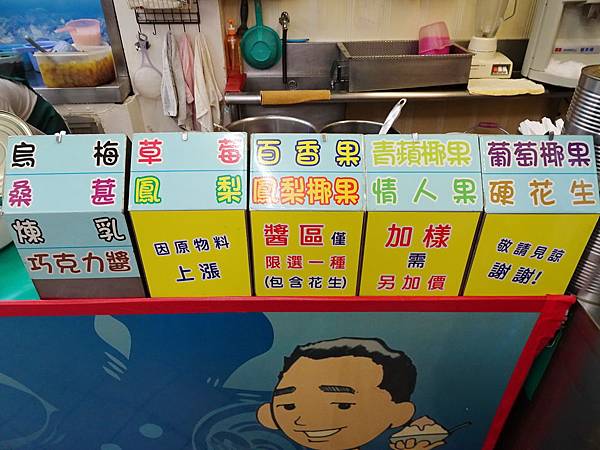 烏梅
桑葚
煉乳
巧克力醬
草莓
鳳梨
因原物料
上漲
百香果
鳳梨椰果
醬區僅
限選一種
(包含花生)
青蘋椰果
情人果
加樣
需
另加價
葡萄椰果
硬花生
敬請見諒
謝謝!